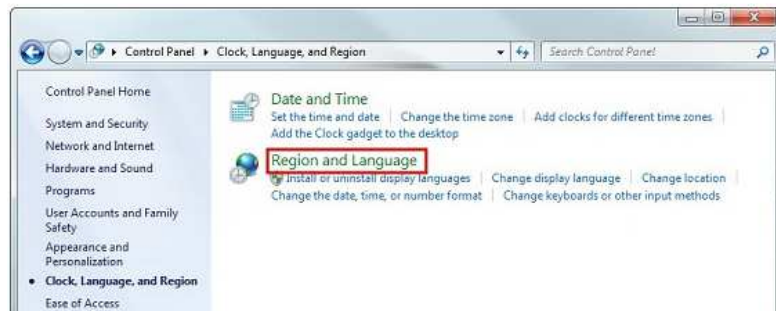 Control Panel ▸ Clock, Language, and Region
Search Control Panel
Control Panel Home
System and Security
Network and Internet
Hardware and Sound
Programs
User Accounts and Family
Safety
Appearance and
Personalization
Clock, Language, and Region
Ease of Access
Date and Time
Set the time and date | Change the time zone | Add clocks for different time zones |
Add the Clock gadget to the desktop
Region and Language
Install or uninstall display languages | Change display language | Change location |
Change the date, time, or number format | Change keyboards or other input methods